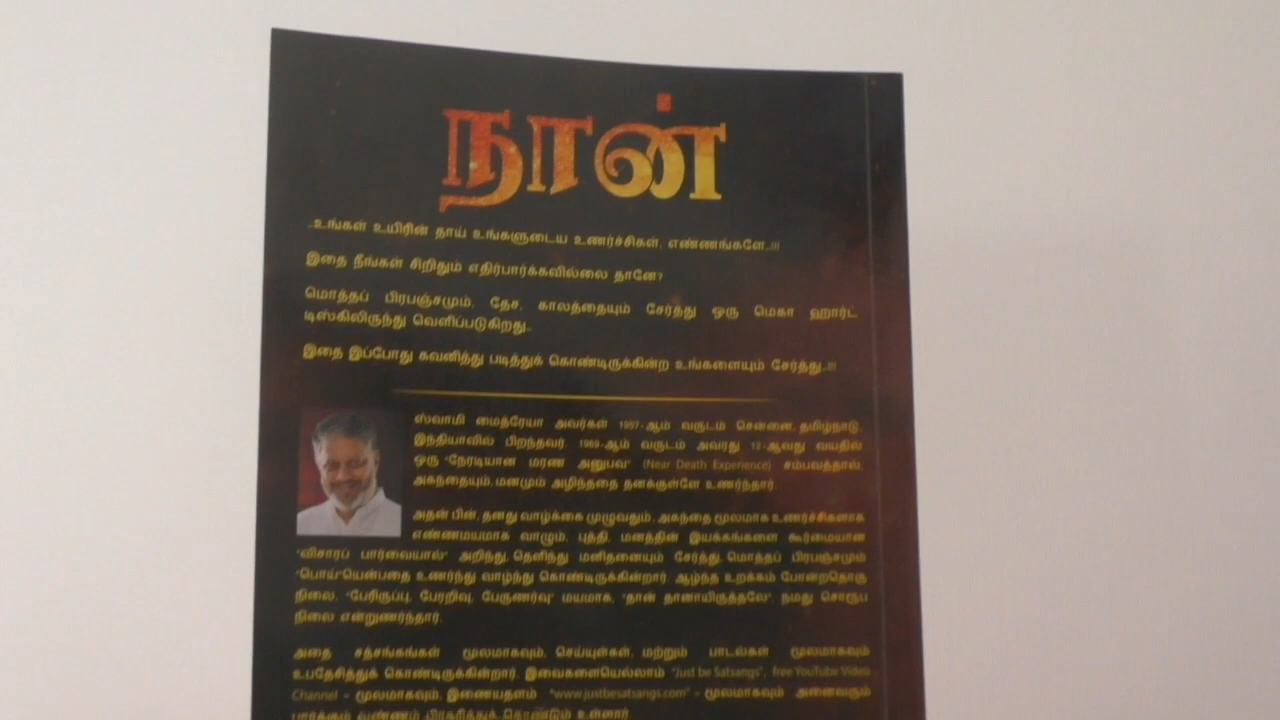 நான்
..உங்கள் உயிரின் தாய் உங்களுடைய உணர்ச்சிகள், எண்ணங்களே..!!!
இதை நீங்கள் சிறிதும் எதிர்பார்க்கவில்லை தானே?
மொத்தப் பிரபஞ்சமும், தேச, காலத்தையும் சேர்த்து ஒரு மெகா ஹார்ட்
டிஸ்கிலிருந்து வெளிப்படுகிறது..
இதை இப்போது கவனித்து படித்துக் கொண்டிருக்கின்ற உங்களையும் சேர்த்து..!!!
ஸ்வாமி மைத்ரேயா அவர்கள் 1957-ஆம் வருடம் சென்னை, தமிழ்நாடு,
இந்தியாவில் பிறந்தவர். 1969-ஆம் வருடம் அவரது 12-ஆவது வயதில்
ஒரு "நேரடியான மரண அனுபவ" (Near Death Experience) சம்பவத்தால்,
அகந்தையும், மனமும் அழிந்ததை தனக்குள்ளே உணர்ந்தார்.
அதன் பின், தனது வாழ்க்கை முழுவதும், அகந்தை மூலமாக உணர்ச்சிகளாக
எண்ணமயமாக வாழும், புத்தி, மனத்தின் இயக்கங்களை கூர்மையான
"விசாரப் பார்வையால்" அறிந்து, தெளிந்து மனிதனையும் சேர்த்து, மொத்தப் பிரபஞ்சமும்
"பொய்"யென்பதை உணர்ந்து வாழ்ந்து கொண்டிருக்கின்றார். ஆழ்ந்த உறக்கம் போன்றதொரு
நிலை, "பேரிருப்பு, பேரறிவு, பேருணர்வு" மயமாக, "தான் தானாயிருத்தலே", நமது சொரூப
நிலை என்றுணர்ந்தார்.
அதை சத்சங்கங்கள் மூலமாகவும், செய்யுள்கள், மற்றும் பாடல்கள் மூலமாகவும்
உபதேசித்துக் கொண்டிருக்கின்றார். இவைகளையெல்லாம் "Just be Satsangs", free YouTube Video
Channel – மூலமாகவும், இணையதளம் "www.justbesatsangs.com" – மூலமாகவும் அனைவரும்
பார்க்கும் வண்ணம் பிரசுரித்துக் கொண்டும் உள்ளார்.